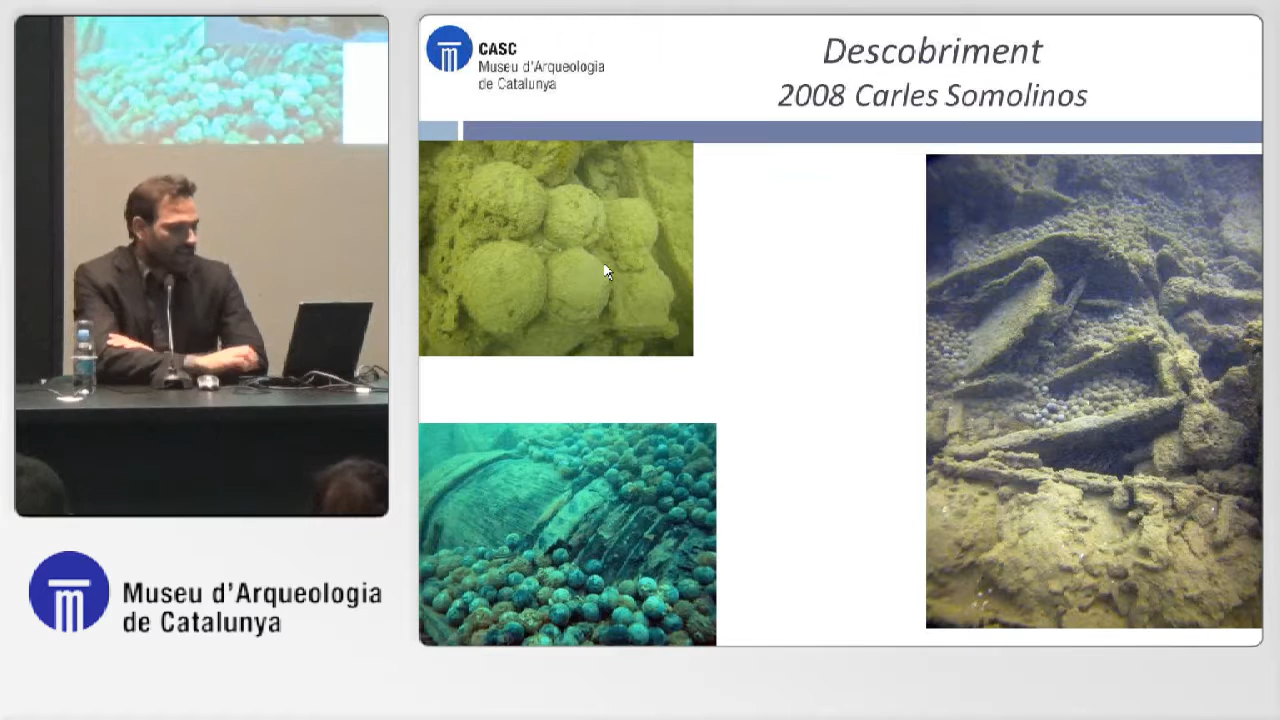 CASC
Museu d'Arqueologia
de Catalunya
Descobriment
2008 Carles Somolinos
Museu d'Arqueologia
de Catalunya